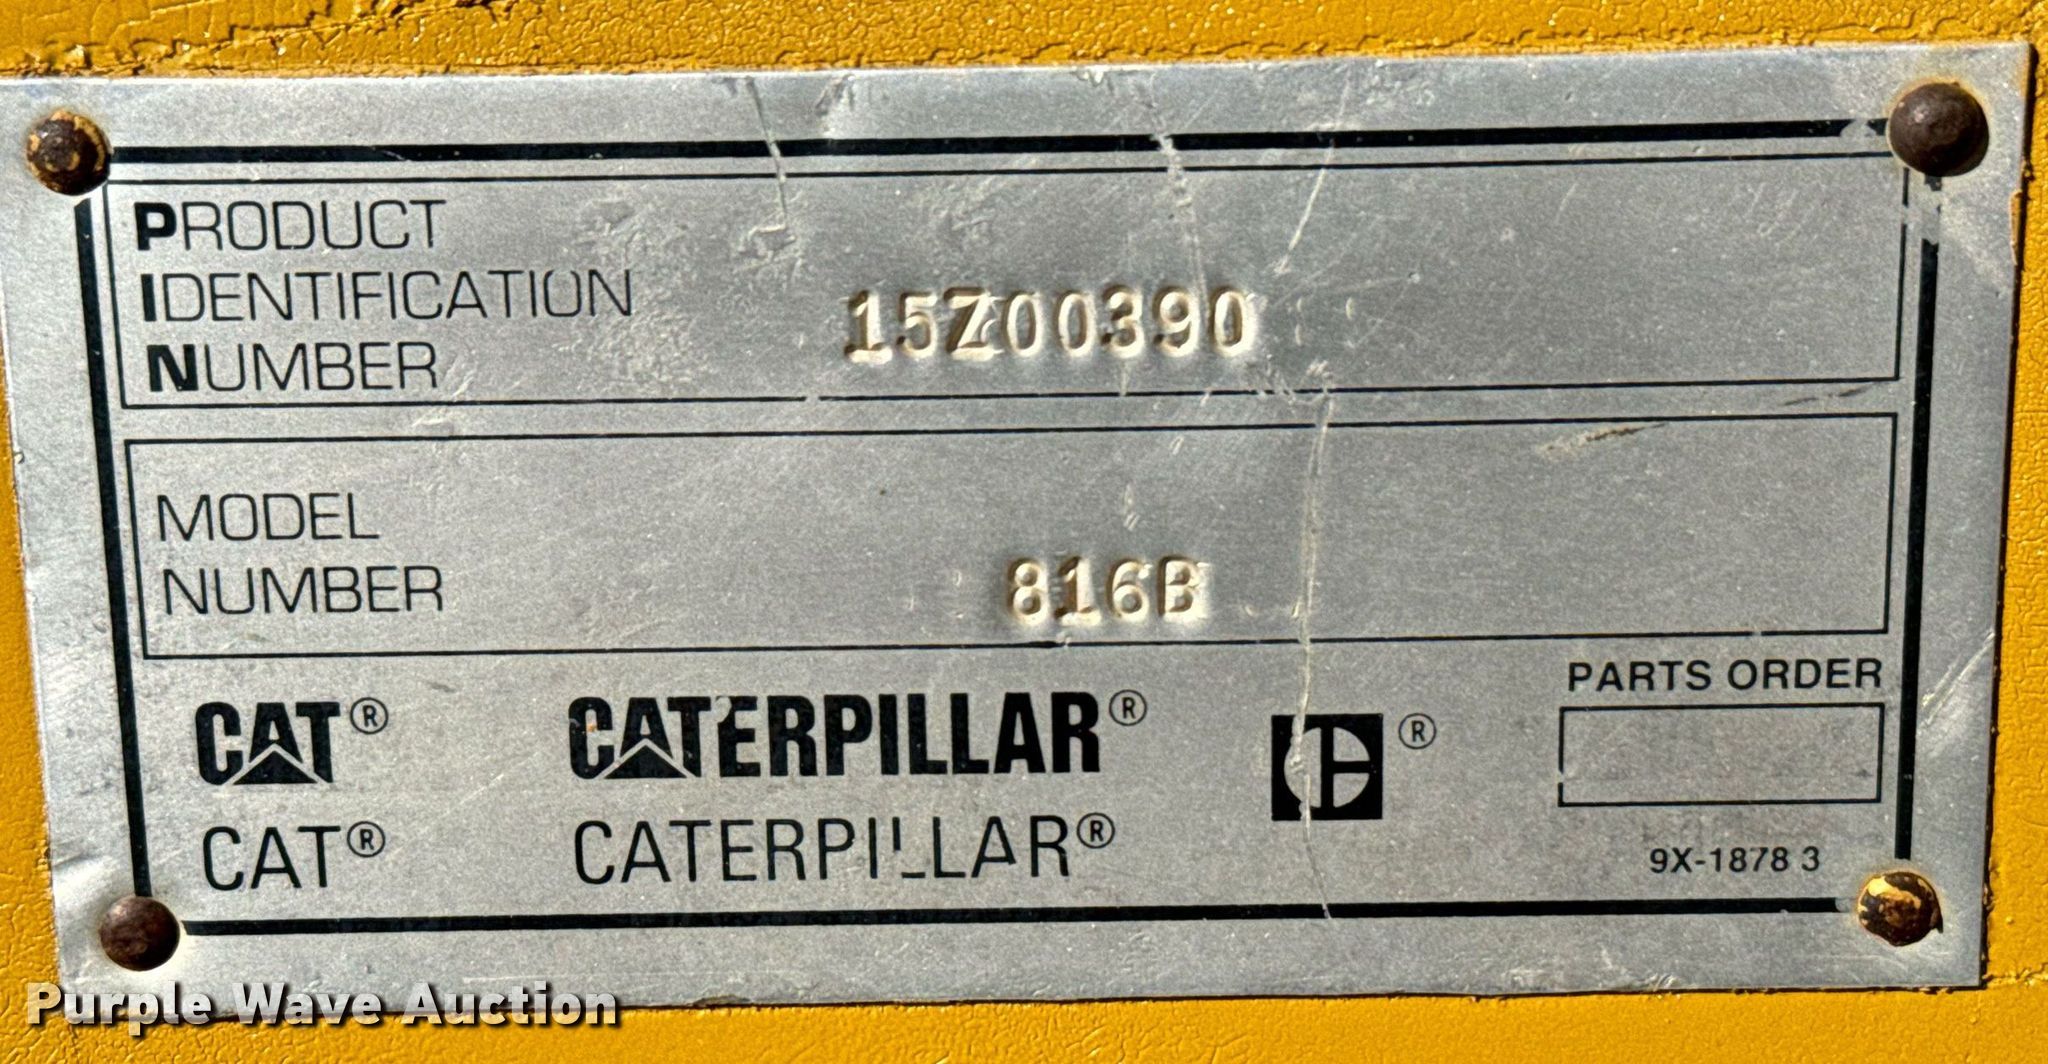 PRODUCT
IDENTIFICATION
NUMBER
15Z00390
MODEL
NUMBER
816B
CAT® CATERPILLAR® ®
CAT® CATERPILLAR®
PARTS ORDER
9X-1878 3
Purple Wave Auction